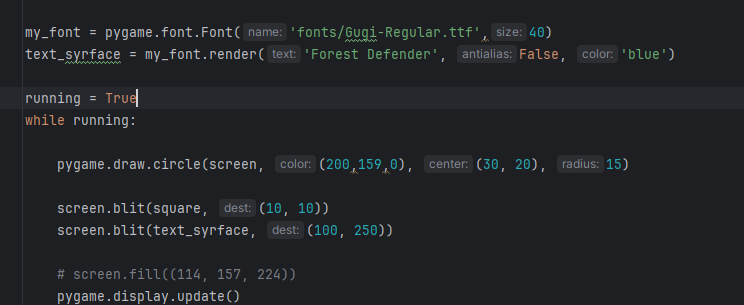 my_font = pygame.font.Font( name: 'fonts/Gugi-Regular.ttf', size: 40)
text_syrface = my_font.render( text: 'Forest Defender', antialias: False, color: 'blue')
running = True
while running:
pygame.draw.circle(screen, color: (200,159,0), center: (30, 20), radius: 15)
screen.blit(square, dest: (10, 10))
screen.blit(text_syrface, dest: (100, 250))
# screen.fill((114, 157, 224))
pygame.display.update()